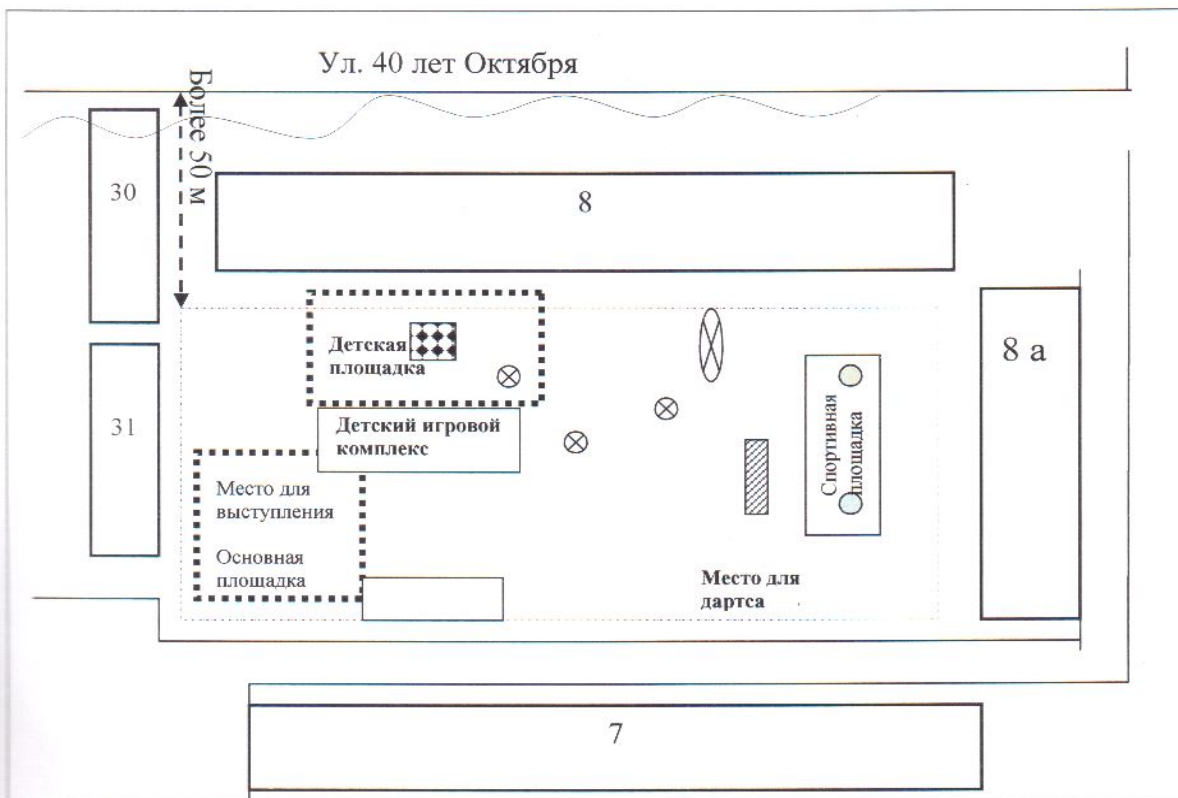 Ул. 40 лет Октября
Более 50 м
30
8
8 а
Детская
площадка
31
Детский игровой
комплекс
Спортивная
площадка
Место для
выступления
Основная
площадка
Место для
дартса
7